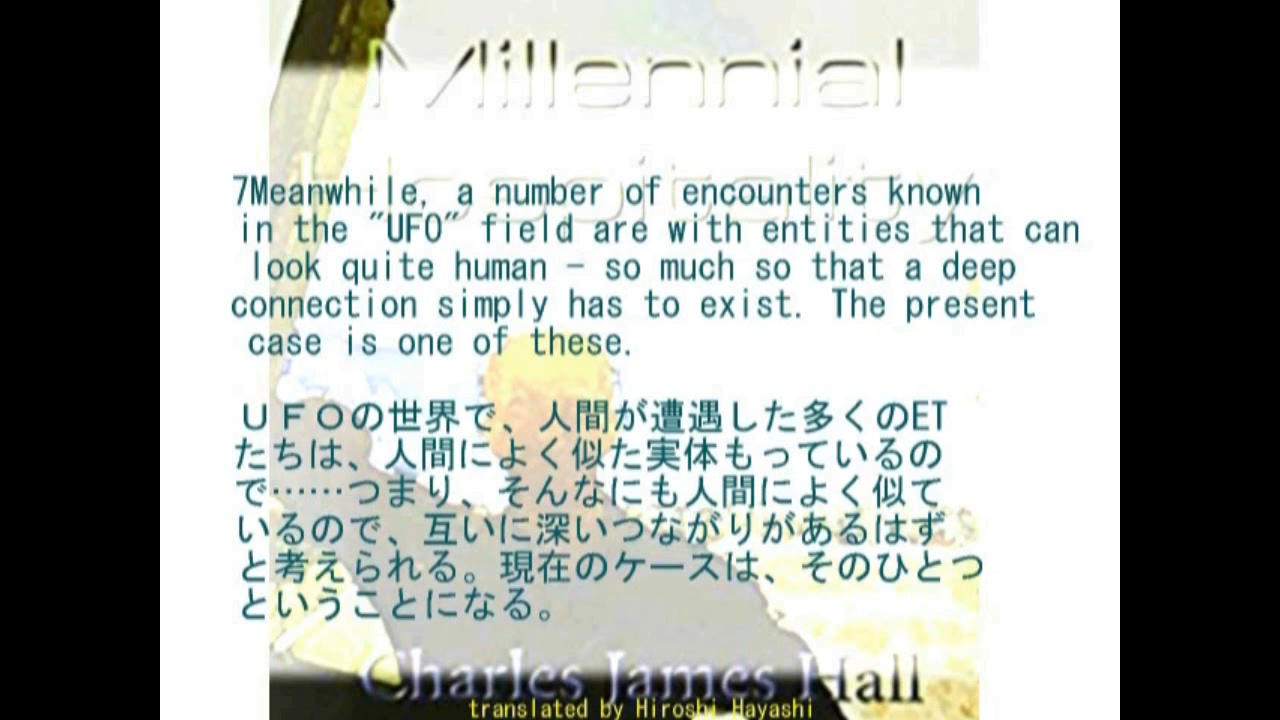 Millennial
Hospitality
7Meanwhile, a number of encounters known
in the "UFO" field are with entities that can
look quite human - so much so that a deep
connection simply has to exist. The present
case is one of these.
ＵＦＯの世界で、人間が遭遇した多くのET
たちは、人間によく似た実体もっているの
で……つまり、そんなにも人間によく似て
いるので、互いに深いつながりがあるはず
と考えられる。現在のケースは、そのひとつ
ということになる。
Charles James Hall
translated by Hiroshi Hayashi